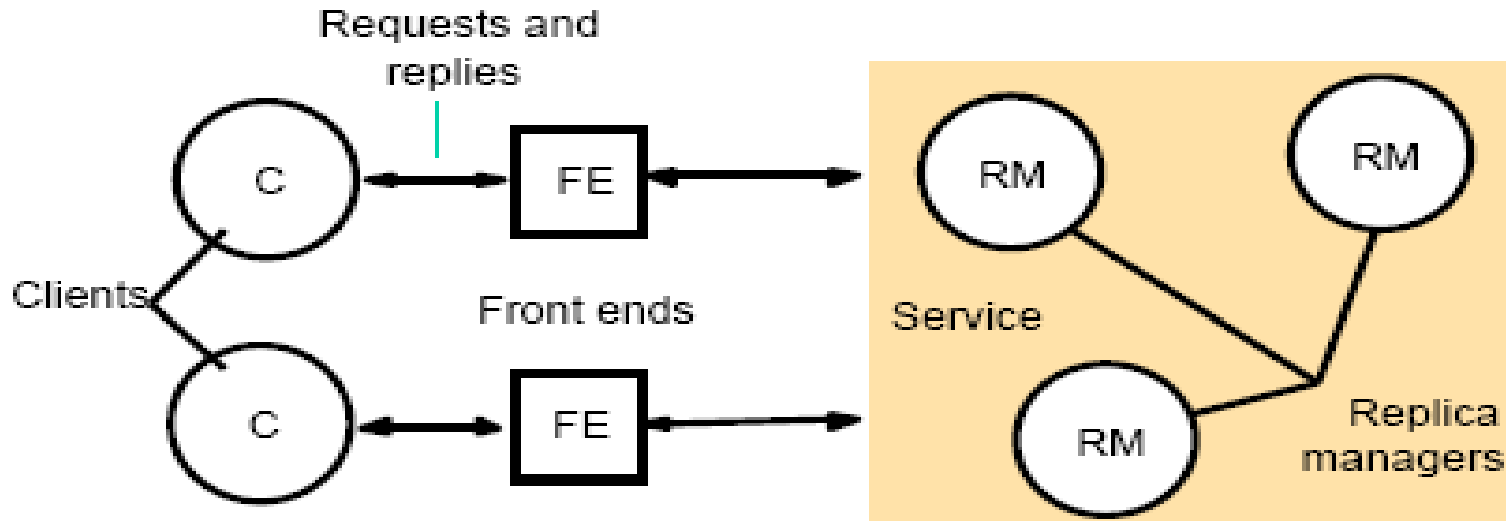 Requests and
replies
C
FE
RM
RM
Clients
Front ends
Service
C
FE
RM
Replica
managers